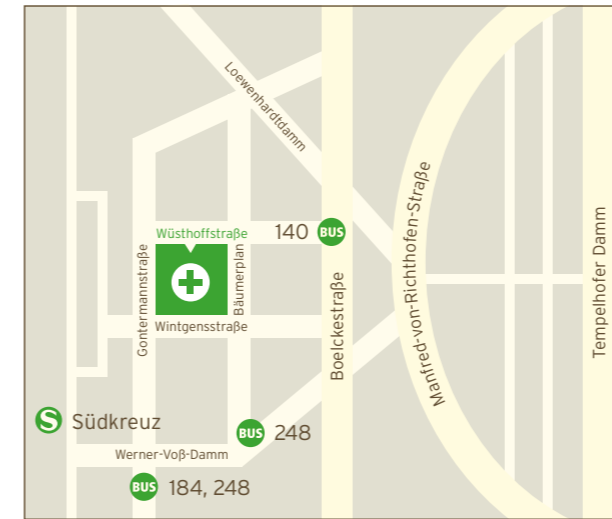 Loewenhardtdamm
Manfred-von-Richthofen-Straße
Wüsthoffstraße
140 BUS
Gontermannstraße
Bäumerplan
Tempelhofer Damm
Boelckestraße
Wintgensstraße
S Südkreuz
BUS 248
Werner-Voß-Damm
BUS 184, 248